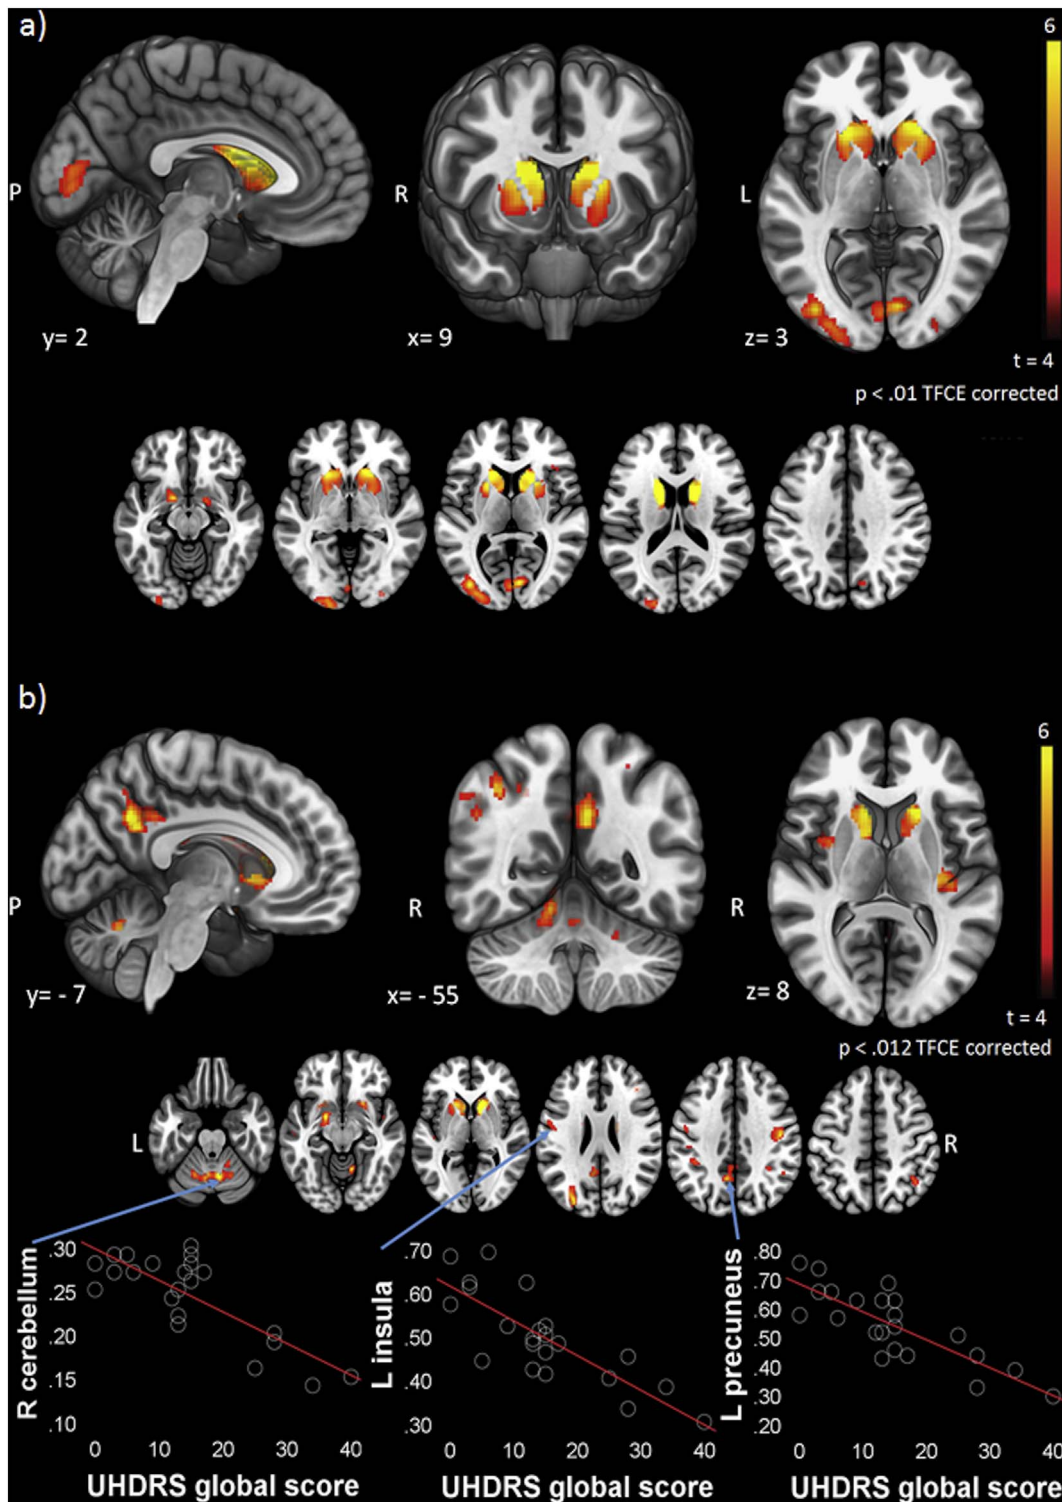 a)
6
P
R
L
y= 2
x= 9
z= 3
t = 4
p < .01 TFCE corrected
b)
6
P
R
R
y= - 7
x= - 55
z= 8
t = 4
p < .012 TFCE corrected
L
R
R cerebellum
.30
.25
.20
.15
.10
0 10 20 30 40
UHDRS global score
L insula
.70
.60
.50
.40
.30
0 10 20 30 40
UHDRS global score
L precuneus
.80
.70
.60
.50
.40
.30
.20
0 10 20 30 40
UHDRS global score